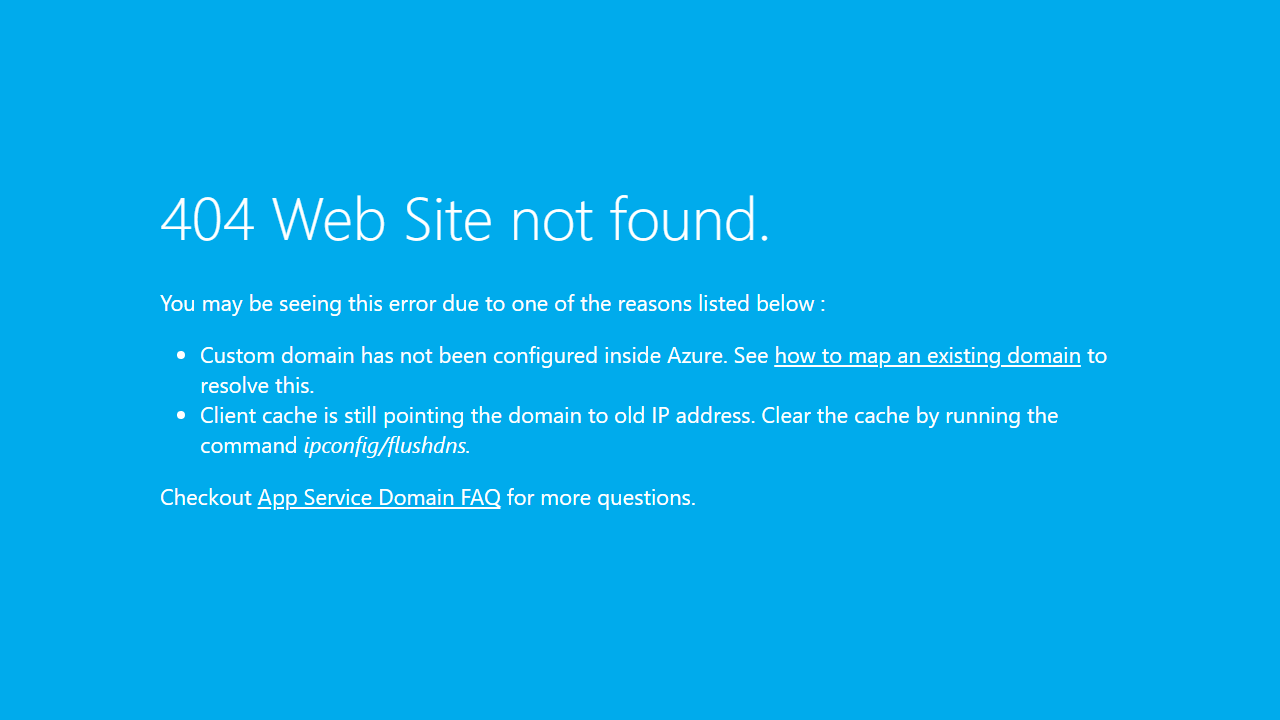 404 Web Site not found.
You may be seeing this error due to one of the reasons listed below :
Custom domain has not been configured inside Azure. See how to map an existing domain to
resolve this.
Client cache is still pointing the domain to old IP address. Clear the cache by running the
command ipconfig/flushdns.
Checkout App Service Domain FAQ for more questions.